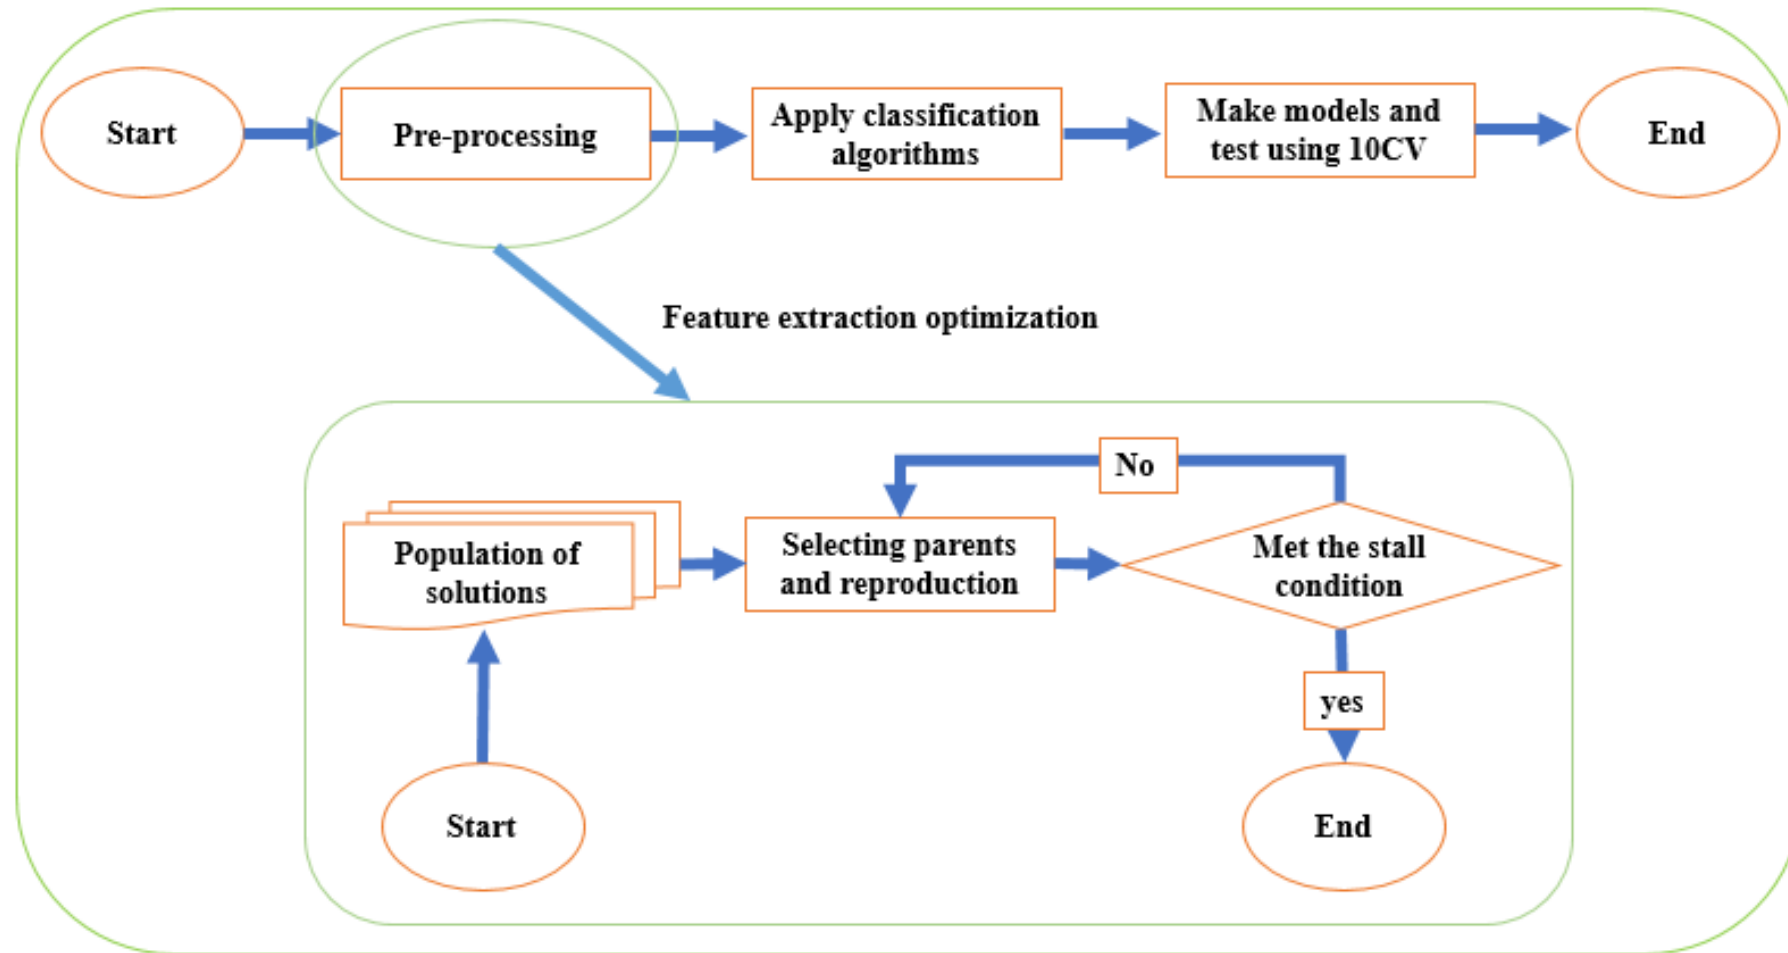 Start
Pre-processing
Apply classification
algorithms
Make models and
test using 10CV
End
Feature extraction optimization
No
Population of
solutions
Selecting parents
and reproduction
Met the stall
condition
yes
Start
End